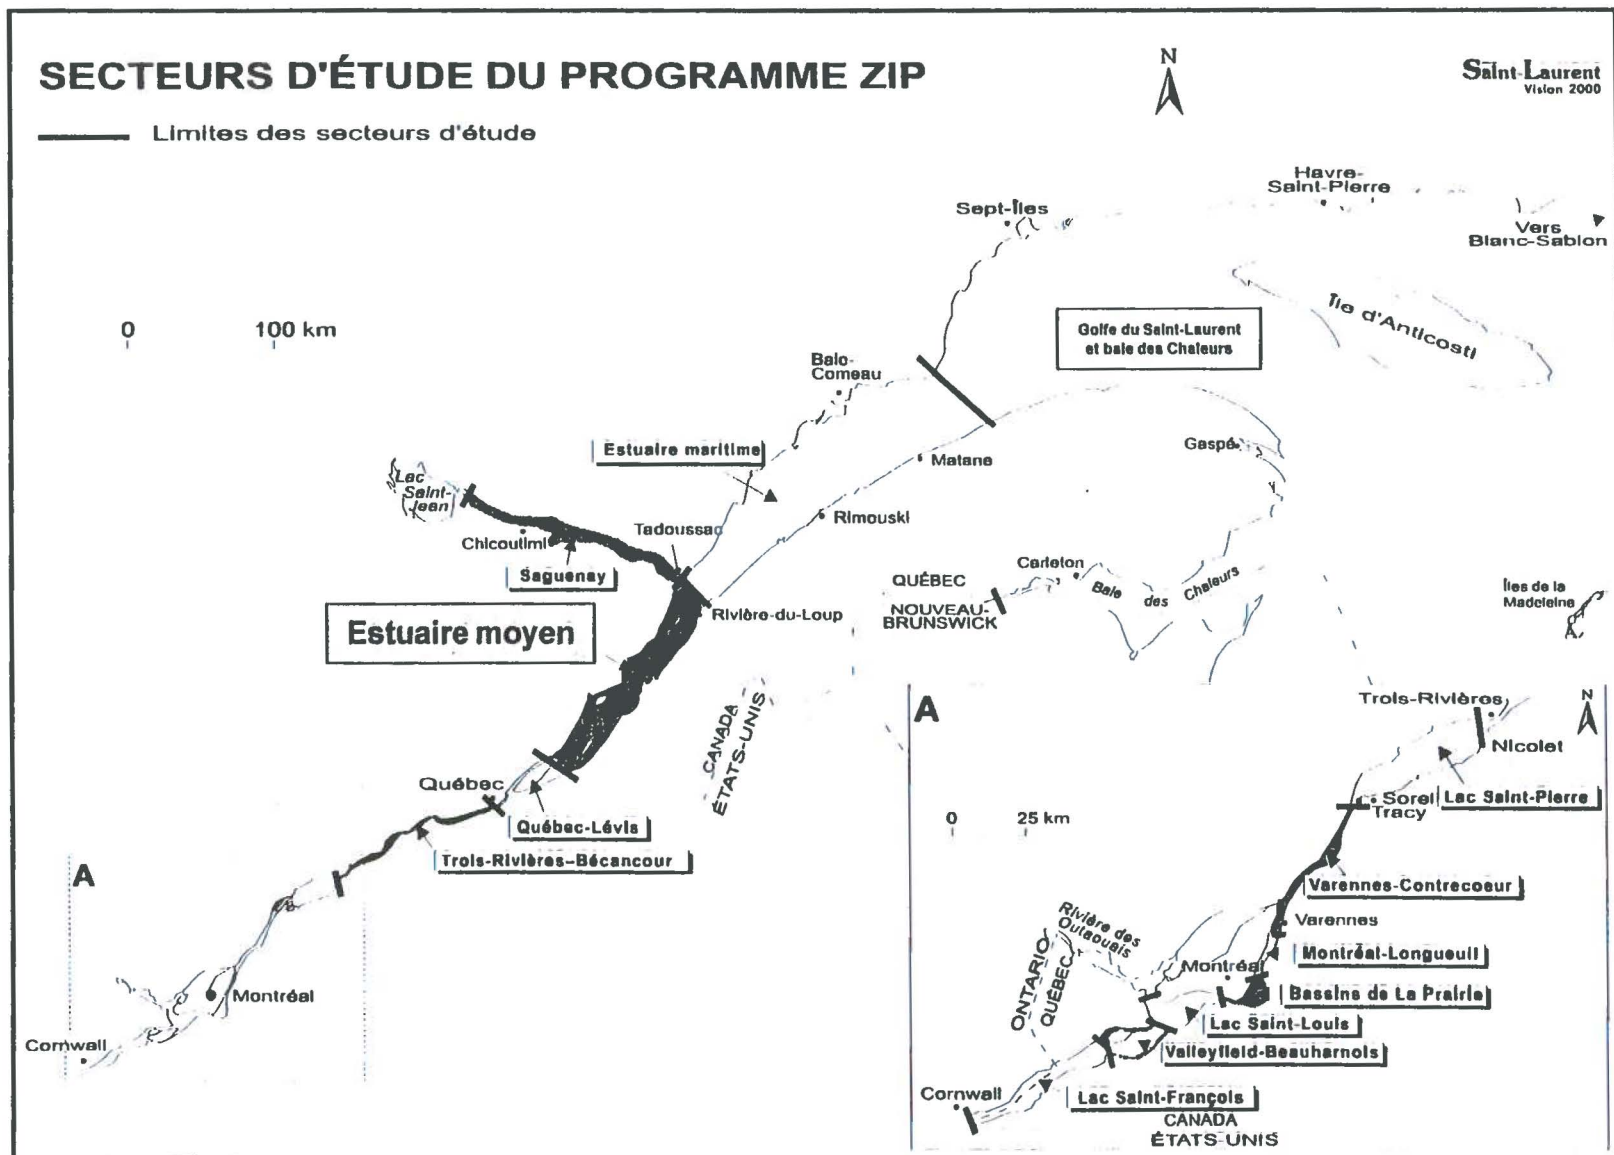 SECTEURS D'ÉTUDE DU PROGRAMME ZIP
Limites des secteurs d'étude
N
Saint-Laurent
Vision 2000
0
100 km
Havre-
Saint-Pierre
Sept-Îles
Vers
Blanc-Sablon
Île d'Anticosti
Golfe du Saint-Laurent
et baie des Chaleurs
Baie-
Comeau
Estuaire maritime
Gaspé
Matane
Lac
Saint-
Jean
Rimouski
Tadoussac
Chicoutimi
Saguenay
Carleton
QUÉBEC
NOUVEAU-
BRUNSWICK
Baie des Chaleurs
Îles de la
Madeleine
Rivière-du-Loup
Estuaire moyen
CANADA
ÉTATS-UNIS
Québec
Québec-Lévis
Trois-Rivières–Bécancour
A
Montréal
Cornwall
A
Trois-Rivières
N
Nicolet
Lac Saint-Pierre
Sorel
Tracy
0
25 km
Varennes-Contrecoeur
Varennes
Rivière des
Outaouais
Montréal-Longueuil
Montréal
Bassins de La Prairie
ONTARIO
QUÉBEC
Lac Saint-Louis
Valleyfield-Beauharnois
Cornwall
Lac Saint-François
CANADA
ÉTATS-UNIS